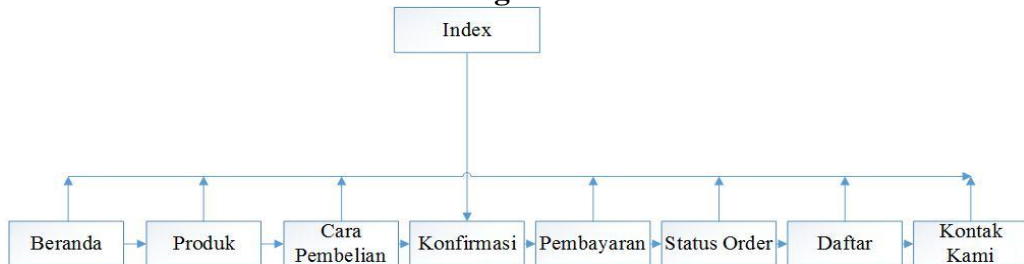 Index
Beranda
Produk
Cara
Pembelian
Konfirmasi
Pembayaran
Status Order
Daftar
Kontak
Kami